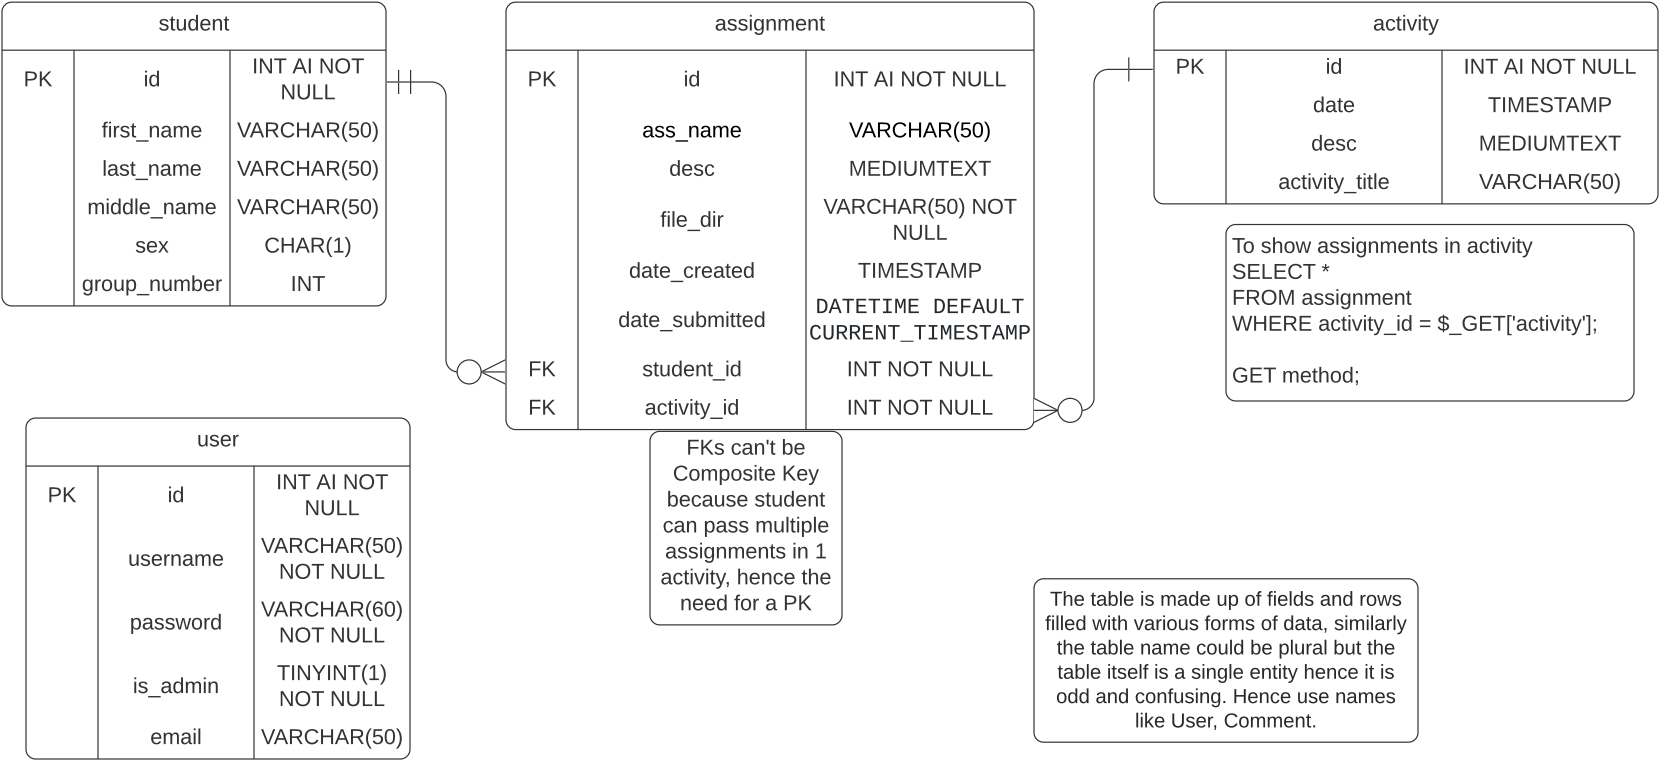 student
PK
id
INT AI NOT
NULL
first_name
VARCHAR(50)
last_name
VARCHAR(50)
middle_name
VARCHAR(50)
sex
CHAR(1)
group_number
INT
assignment
PK
id
INT AI NOT NULL
ass_name
VARCHAR(50)
desc
MEDIUMTEXT
file_dir
VARCHAR(50) NOT
NULL
date_created
TIMESTAMP
date_submitted
DATETIME DEFAULT
CURRENT_TIMESTAMP
FK
student_id
INT NOT NULL
FK
activity_id
INT NOT NULL
FKs can't be
Composite Key
because student
can pass multiple
assignments in 1
activity, hence the
need for a PK
activity
PK
id
INT AI NOT NULL
date
TIMESTAMP
desc
MEDIUMTEXT
activity_title
VARCHAR(50)
To show assignments in activity
SELECT *
FROM assignment
WHERE activity_id = $_GET['activity'];
GET method;
user
PK
id
INT AI NOT
NULL
username
VARCHAR(50)
NOT NULL
password
VARCHAR(60)
NOT NULL
is_admin
TINYINT(1)
NOT NULL
email
VARCHAR(50)
The table is made up of fields and rows
filled with various forms of data, similarly
the table name could be plural but the
table itself is a single entity hence it is
odd and confusing. Hence use names
like User, Comment.